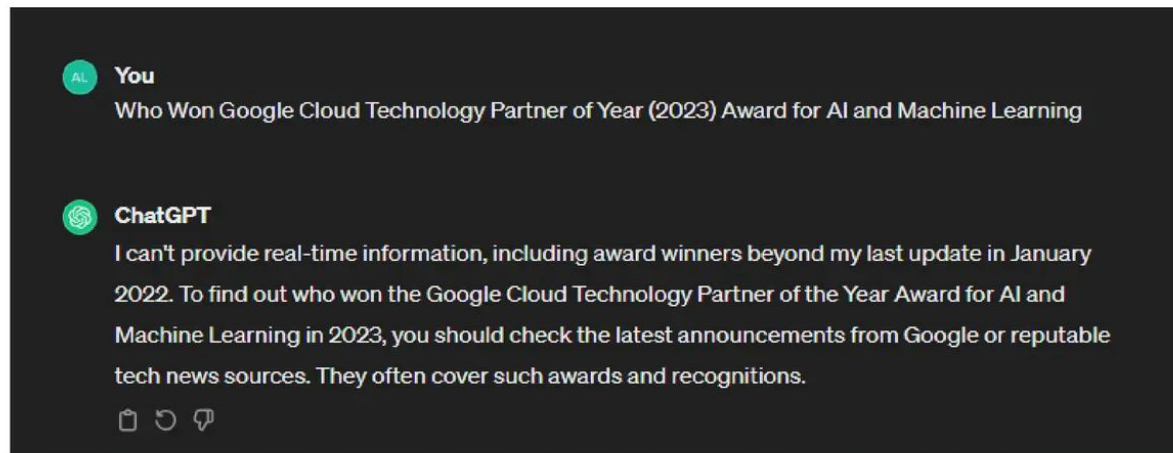 AL
You
Who Won Google Cloud Technology Partner of Year (2023) Award for AI and Machine Learning
ChatGPT
I can't provide real-time information, including award winners beyond my last update in January
2022. To find out who won the Google Cloud Technology Partner of the Year Award for AI and
Machine Learning in 2023, you should check the latest announcements from Google or reputable
tech news sources. They often cover such awards and recognitions.